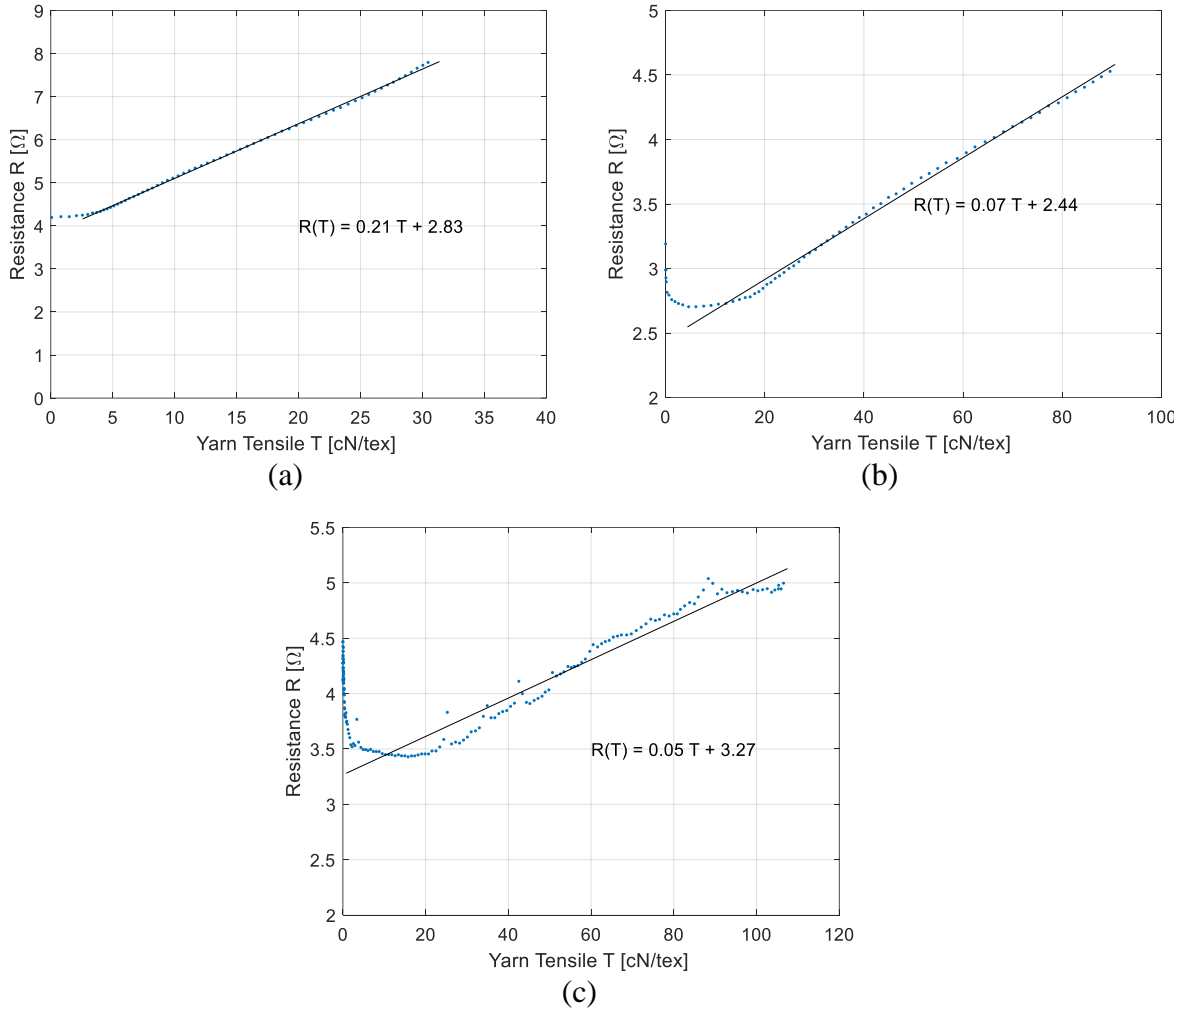 9
8
7
6
5
4
3
2
1
0
Resistance R [Ω]
R(T) = 0.21 T + 2.83
0 5 10 15 20 25 30 35 40
Yarn Tensile T [cN/tex]
(a)
5
4.5
4
3.5
3
2.5
2
Resistance R [Ω]
R(T) = 0.07 T + 2.44
0 20 40 60 80 100
Yarn Tensile T [cN/tex]
(b)
5.5
5
4.5
4
3.5
3
2.5
2
Resistance R [Ω]
R(T) = 0.05 T + 3.27
0 20 40 60 80 100 120
Yarn Tensile T [cN/tex]
(c)